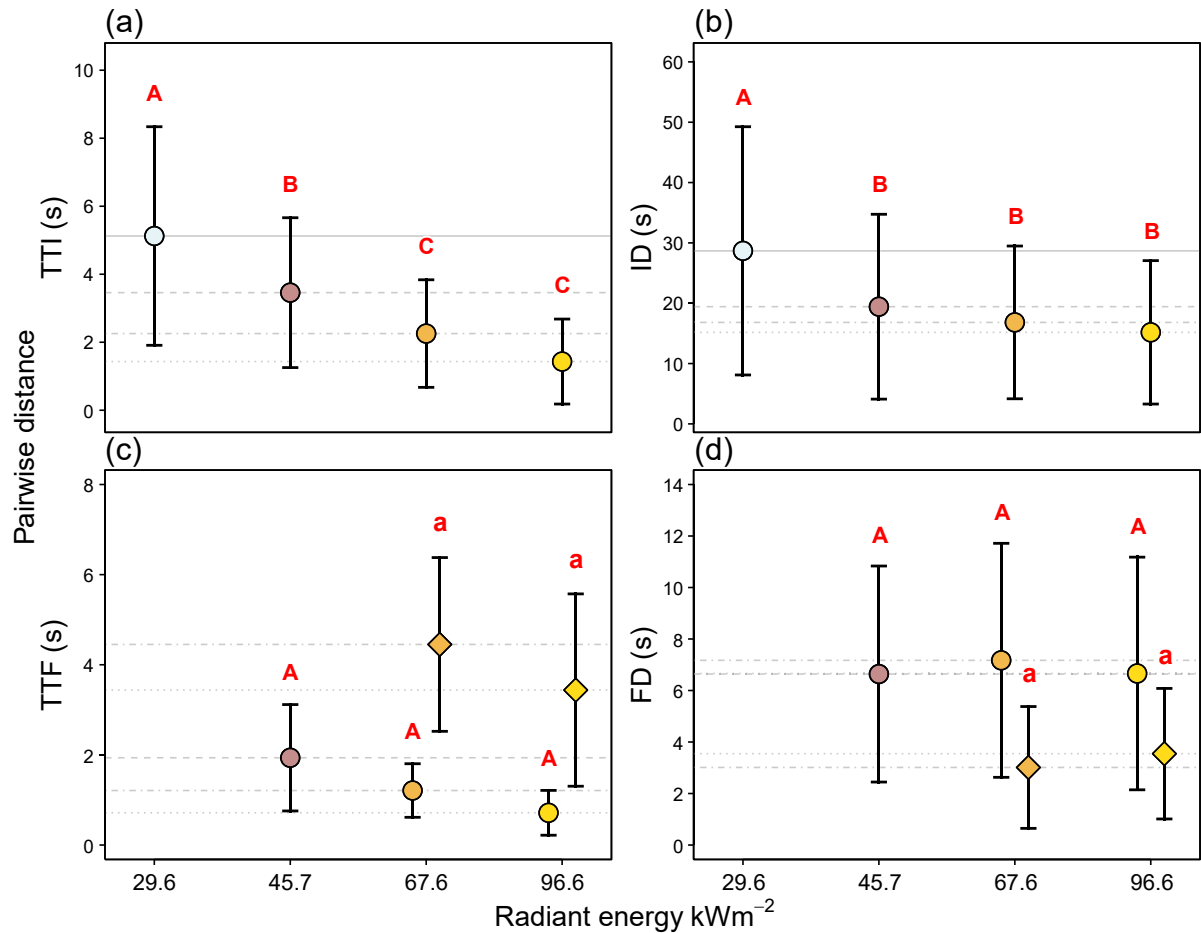 (a)
(b)
Pairwise distance
TTI (s)
10
8
6
4
2
0
A
B
C
C
ID (s)
60
50
40
30
20
10
0
A
B
B
B
(c)
(d)
TTF (s)
8
6
4
2
0
A
A
a
A
a
29.6
45.7
67.6
96.6
FD (s)
14
12
10
8
6
4
2
0
A
A
a
A
a
29.6
45.7
67.6
96.6
Radiant energy kWm⁻²